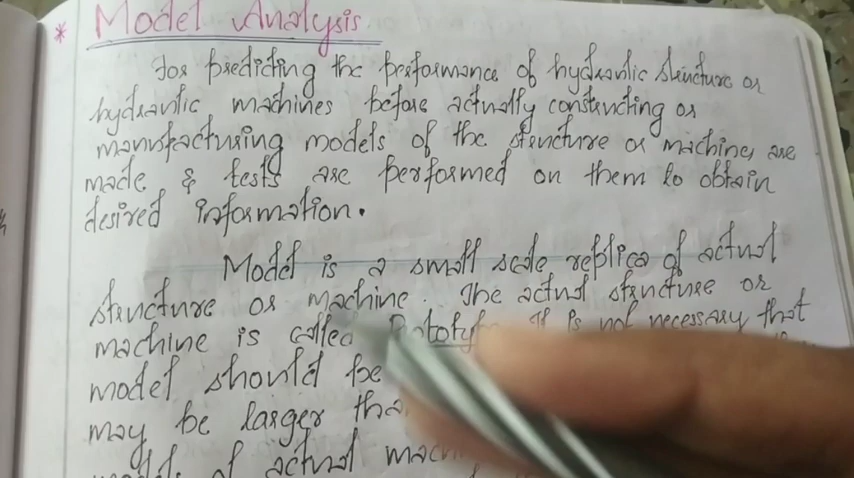 * Model Analysis
For predicting the performance of hydraulic structure or
hydraulic machines before actually constructing or
manufacturing models of the structure or machines are
made & tests are performed on them to obtain
desired information.
Model is a small scale replica of actual
structure or machine. The actual structure or
machine is called It is not necessary that
model should be
may be larger
of actual